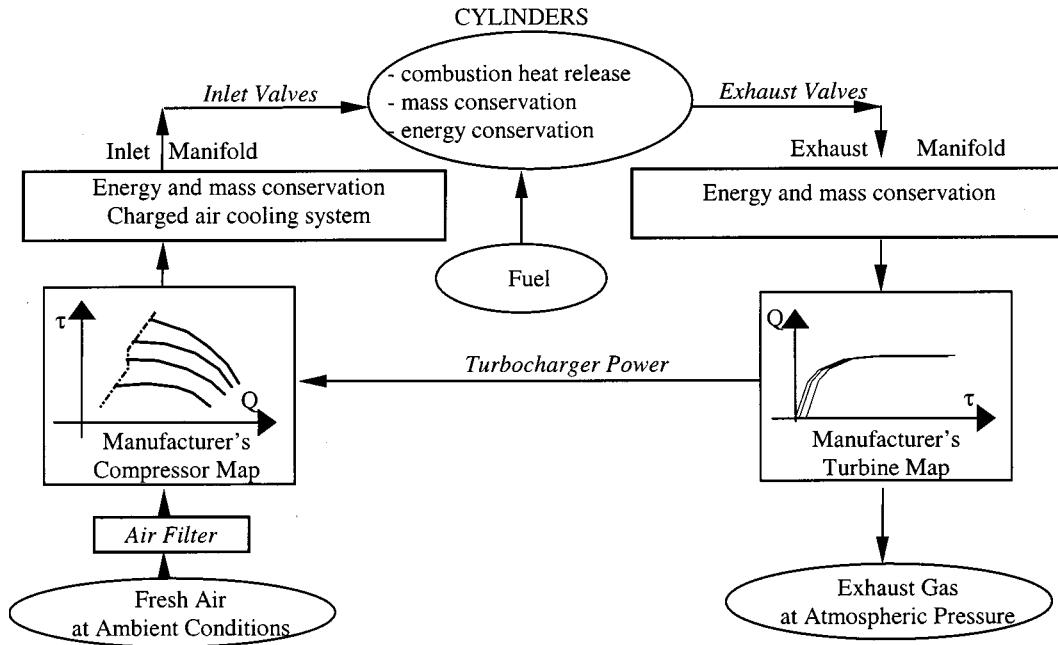 CYLINDERS
- combustion heat release
- mass conservation
- energy conservation
Inlet Valves
Exhaust Valves
Inlet Manifold
Exhaust Manifold
Energy and mass conservation
Charged air cooling system
Energy and mass conservation
Fuel
τ
Q
Manufacturer's
Compressor Map
Turbocharger Power
Q
τ
Manufacturer's
Turbine Map
Air Filter
Fresh Air
at Ambient Conditions
Exhaust Gas
at Atmospheric Pressure